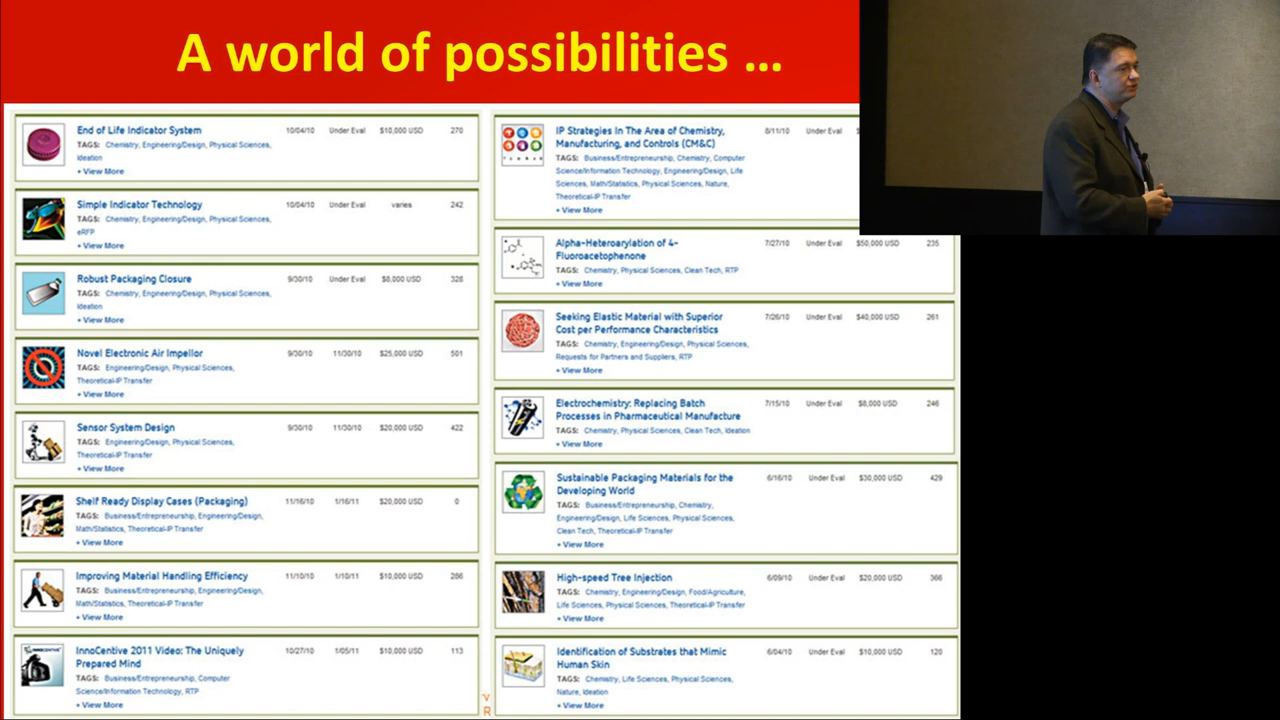 A world of possibilities ...
End of Life Indicator System 10/04/10 Under Eval $10,000 USD 270
TAGS: Chemistry, Engineering/Design, Physical Sciences,
Ideation
+ View More
Simple Indicator Technology 10/04/10 Under Eval varies 242
TAGS: Chemistry, Engineering/Design, Physical Sciences,
eRFP
+ View More
Robust Packaging Closure 9/30/10 Under Eval $8,000 USD 328
TAGS: Chemistry, Engineering/Design, Physical Sciences,
Ideation
+ View More
Novel Electronic Air Impellor 9/30/10 11/30/10 $25,000 USD 501
TAGS: Engineering/Design, Physical Sciences,
Theoretical-IP Transfer
+ View More
Sensor System Design 9/30/10 11/30/10 $20,000 USD 422
TAGS: Engineering/Design, Physical Sciences,
Theoretical-IP Transfer
+ View More
Shelf Ready Display Cases (Packaging) 11/16/10 1/16/11 $20,000 USD 0
TAGS: Business/Entrepreneurship, Engineering/Design,
Math/Statistics, Theoretical-IP Transfer
+ View More
Improving Material Handling Efficiency 11/10/10 1/10/11 $10,000 USD 286
TAGS: Business/Entrepreneurship, Engineering/Design,
Math/Statistics, Theoretical-IP Transfer
+ View More
InnoCentive 2011 Video: The Uniquely 10/27/10 1/05/11 $10,000 USD 113
Prepared Mind
TAGS: Business/Entrepreneurship, Computer
Science/Information Technology, RTP
+ View More
IP Strategies In The Area of Chemistry, 8/11/10 Under Eval $
Manufacturing, and Controls (CM&C)
TAGS: Business/Entrepreneurship, Chemistry, Computer
Science/Information Technology, Engineering/Design, Life
Sciences, Math/Statistics, Physical Sciences, Nature,
Theoretical-IP Transfer
+ View More
Alpha-Heteroarylation of 4- 7/27/10 Under Eval $50,000 USD 235
Fluoroacetophenone
TAGS: Chemistry, Physical Sciences, Clean Tech, RTP
+ View More
Seeking Elastic Material with Superior 7/26/10 Under Eval $40,000 USD 261
Cost per Performance Characteristics
TAGS: Chemistry, Engineering/Design, Physical Sciences,
Requests for Partners and Suppliers, RTP
+ View More
Electrochemistry: Replacing Batch 7/15/10 Under Eval $8,000 USD 246
Processes in Pharmaceutical Manufacture
TAGS: Chemistry, Physical Sciences, Clean Tech, Ideation
+ View More
Sustainable Packaging Materials for the 6/16/10 Under Eval $30,000 USD 429
Developing World
TAGS: Business/Entrepreneurship, Chemistry,
Engineering/Design, Life Sciences, Physical Sciences,
Clean Tech, Theoretical-IP Transfer
+ View More
High-speed Tree Injection 6/09/10 Under Eval $20,000 USD 366
TAGS: Chemistry, Engineering/Design, Food/Agriculture,
Life Sciences, Physical Sciences, Theoretical-IP Transfer
+ View More
Identification of Substrates that Mimic 6/04/10 Under Eval $10,000 USD 120
Human Skin
TAGS: Chemistry, Life Sciences, Physical Sciences,
Nature, Ideation
+ View More
V
R